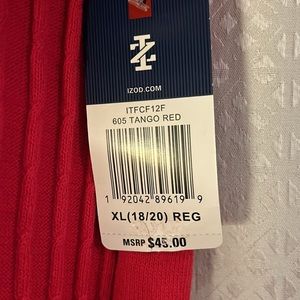 IZOD.COM
ITFCF12F
605 TANGO RED
1 92042 89619 9
XL(18/20) REG
MSRP $45.00